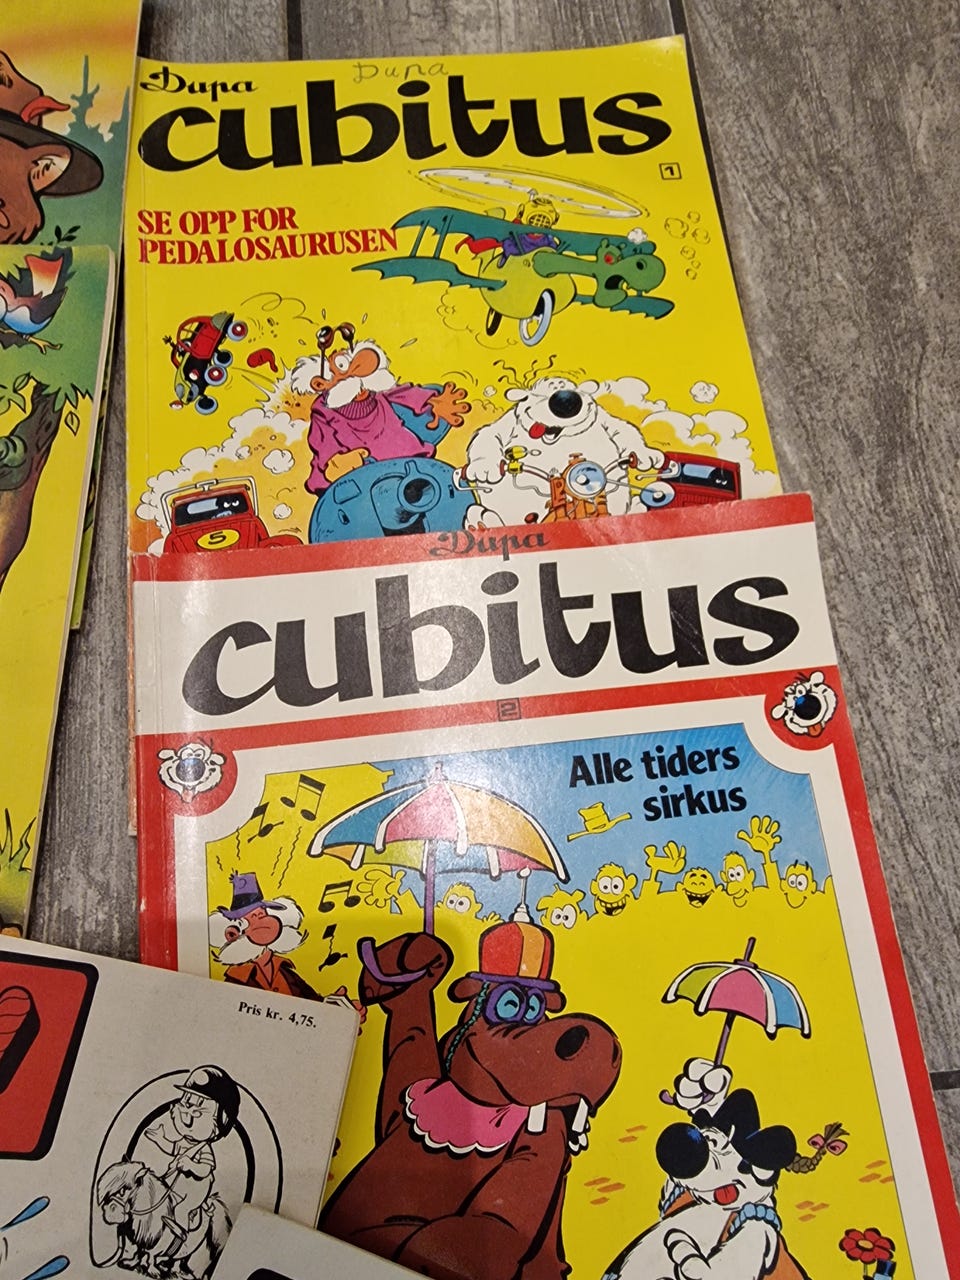 Dupa
Dupa
cubitus
1
SE OPP FOR
PEDALOSAURUSEN
5
Dupa
cubitus
2
Alle tiders
sirkus
Pris kr. 4,75.